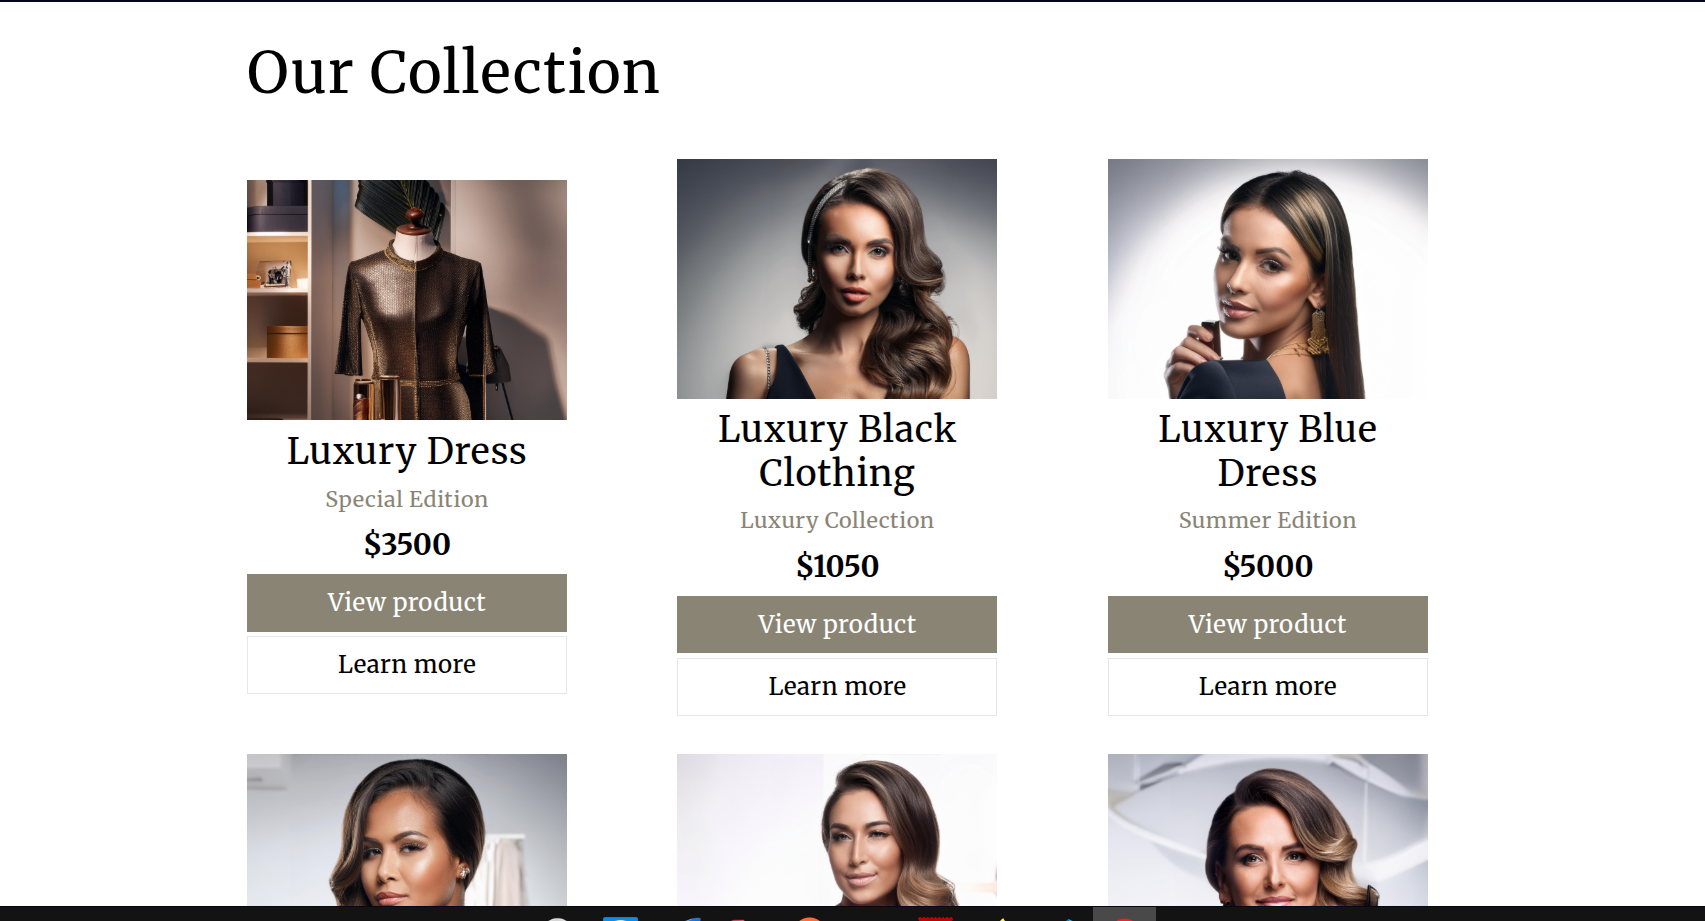 Our Collection
Luxury Dress
Special Edition
$3500
View product
Learn more
Luxury Black
Clothing
Luxury Collection
$1050
View product
Learn more
Luxury Blue
Dress
Summer Edition
$5000
View product
Learn more